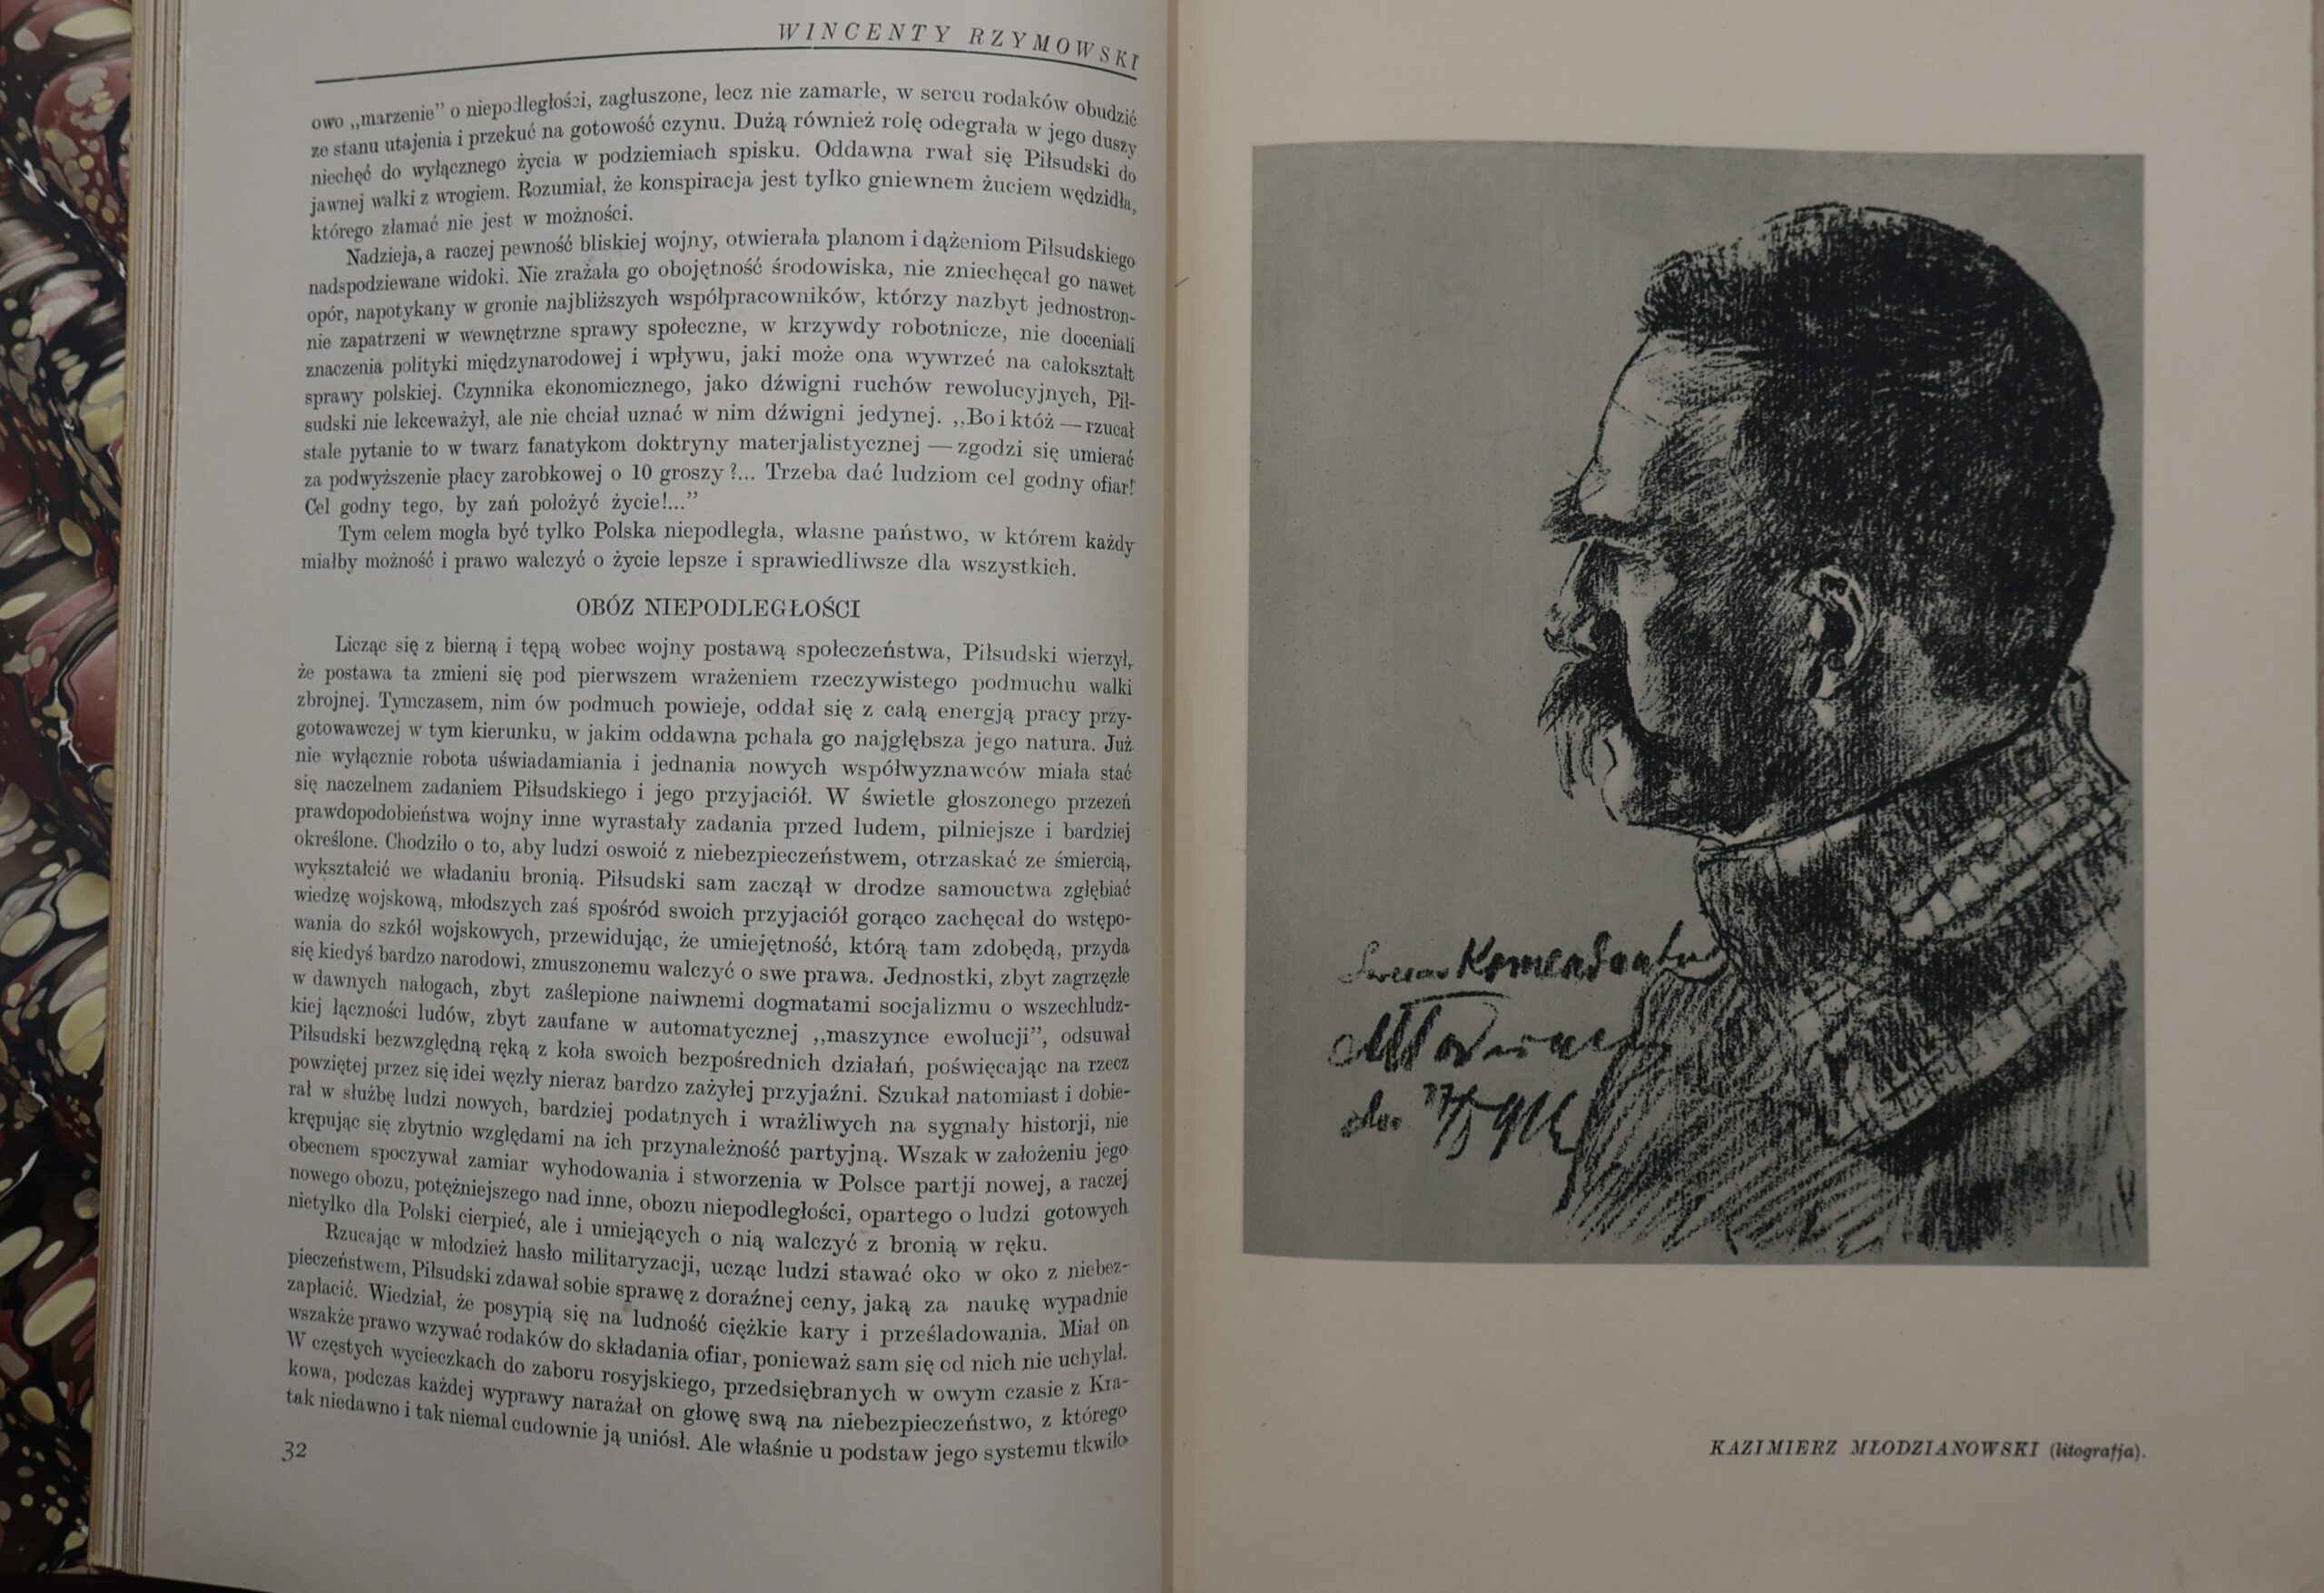 WINCENTY RZYMOWSKI
owo „marzenie” o niepodległości, zagłuszone, lecz nie zamarłe, w sercu rodaków obudzić
ze stanu utajenia i przekuć na gotowość czynu. Dużą również rolę odegrała w jego duszy
niechęć do wyłącznego życia w podziemiach spisku. Oddawna rwał się Piłsudski do
jawnej walki z wrogiem. Rozumiał, że konspiracja jest tylko gniewnem żuciem wędzidła,
którego złamać nie jest w możności.
Nadzieja, a raczej pewność bliskiej wojny, otwierała planom i dążeniom Piłsudskiego
nadspodziewane widoki. Nie zrażała go obojętność środowiska, nie zniechęcał go nawet
opór, napotykany w gronie najbliższych współpracowników, którzy nazbyt jednostron-
nie zapatrzeni w wewnętrzne sprawy społeczne, w krzywdy robotnicze, nie doceniali
znaczenia polityki międzynarodowej i wpływu, jaki może ona wywrzeć na całokształt
sprawy polskiej. Czynnika ekonomicznego, jako dźwigni ruchów rewolucyjnych, Pił-
sudski nie lekceważył, ale nie chciał uznać w nim dźwigni jedynej. „Bo i któż — rzucał
stale pytanie to w twarz fanatykom doktryny materjalistycznej — zgodzi się umierać
za podwyższenie płacy zarobkowej o 10 groszy?... Trzeba dać ludziom cel godny ofiar!
Cel godny tego, by zań położyć życie!...”
Tym celem mogła być tylko Polska niepodległa, własne państwo, w którem każdy
miałby możność i prawo walczyć o życie lepsze i sprawiedliwsze dla wszystkich.
OBÓZ NIEPODLEGŁOŚCI
Licząc się z bierną i tępą wobec wojny postawą społeczeństwa, Piłsudski wierzył,
że postawa ta zmieni się pod pierwszem wrażeniem rzeczywistego podmuchu walki
zbrojnej. Tymczasem, nim ów podmuch powieje, oddał się z całą energją pracy przy-
gotowawczej w tym kierunku, w jakim oddawna pchała go najgłębsza jego natura. Już
nie wyłącznie robota uświadamiania i jednania nowych współwyznawców miała stać
się naczelnem zadaniem Piłsudskiego i jego przyjaciół. W świetle głoszonego przezeń
prawdopodobieństwa wojny inne wyrastały zadania przed ludem, pilniejsze i bardziej
określone. Chodziło o to, aby ludzi oswoić z niebezpieczeństwem, otrzaskać ze śmiercią,
wykształcić we władaniu bronią. Piłsudski sam zaczął w drodze samouctwa zgłębiać
wiedzę wojskową, młodszych zaś spośród swoich przyjaciół gorąco zachęcał do wstępo-
wania do szkół wojskowych, przewidując, że umiejętność, którą tam zdobędą, przyda
się kiedyś bardzo narodowi, zmuszonemu walczyć o swe prawa. Jednostki, zbyt zagrzęzłe
w dawnych nałogach, zbyt zaślepione naiwnemi dogmatami socjalizmu o wszechludz-
kiej łączności ludów, zbyt zaufane w automatycznej „maszynce ewolucji”, odsuwał
Piłsudski bezwzględną ręką z koła swoich bezpośrednich działań, poświęcając na rzecz
powziętej przez się idei węzły nieraz bardzo zażyłej przyjaźni. Szukał natomiast i dobie-
rał w służbę ludzi nowych, bardziej podatnych i wrażliwych na sygnały historji, nie
krępując się zbytnio względami na ich przynależność partyjną. Wszak w założeniu jego
obecnem spoczywał zamiar wyhodowania i stworzenia w Polsce partji nowej, a raczej
nowego obozu, potężniejszego nad inne, obozu niepodległości, opartego o ludzi gotowych
nietylko dla Polski cierpieć, ale i umiejących o nią walczyć z bronią w ręku.
Rzucając w młodzież hasło militaryzacji, ucząc ludzi stawać oko w oko z niebez-
pieczeństwem, Piłsudski zdawał sobie sprawę z doraźnej ceny, jaką za naukę wypadnie
zapłacić. Wiedział, że posypią się na ludność ciężkie kary i prześladowania. Miał on
wszakże prawo wzywać rodaków do składania ofiar, ponieważ sam się od nich nie uchylał.
W częstych wycieczkach do zaboru rosyjskiego, przedsiębranych w owym czasie z Kra-
kowa, podczas każdej wyprawy narażał on głowę swą na niebezpieczeństwo, z którego
tak niedawno i tak niemal cudownie ją uniósł. Ale właśnie u podstaw jego systemu tkwiło
32
Komendantowi
KAZIMIERZ MŁODZIANOWSKI (litografja).